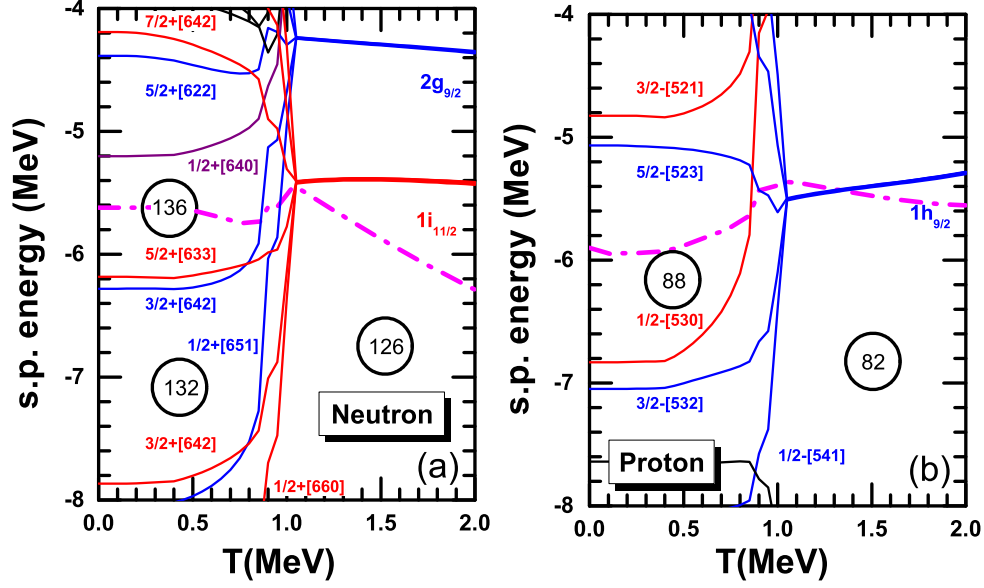 -4
7/2+[642]
2g9/2
5/2+[622]
-5
1/2+[640]
136
1i11/2
-6
5/2+[633]
3/2+[642]
1/2+[651]
126
132
-7
Neutron
3/2+[642]
(a)
1/2+[660]
-8
0.0 0.5 1.0 1.5 2.0
T(MeV)
s.p. energy (MeV)
-4
3/2-[521]
-5
5/2-[523]
1h9/2
-6
88
1/2-[530]
82
-7
3/2-[532]
1/2-[541]
Proton
(b)
-8
0.0 0.5 1.0 1.5 2.0
T(MeV)
s.p. energy (MeV)